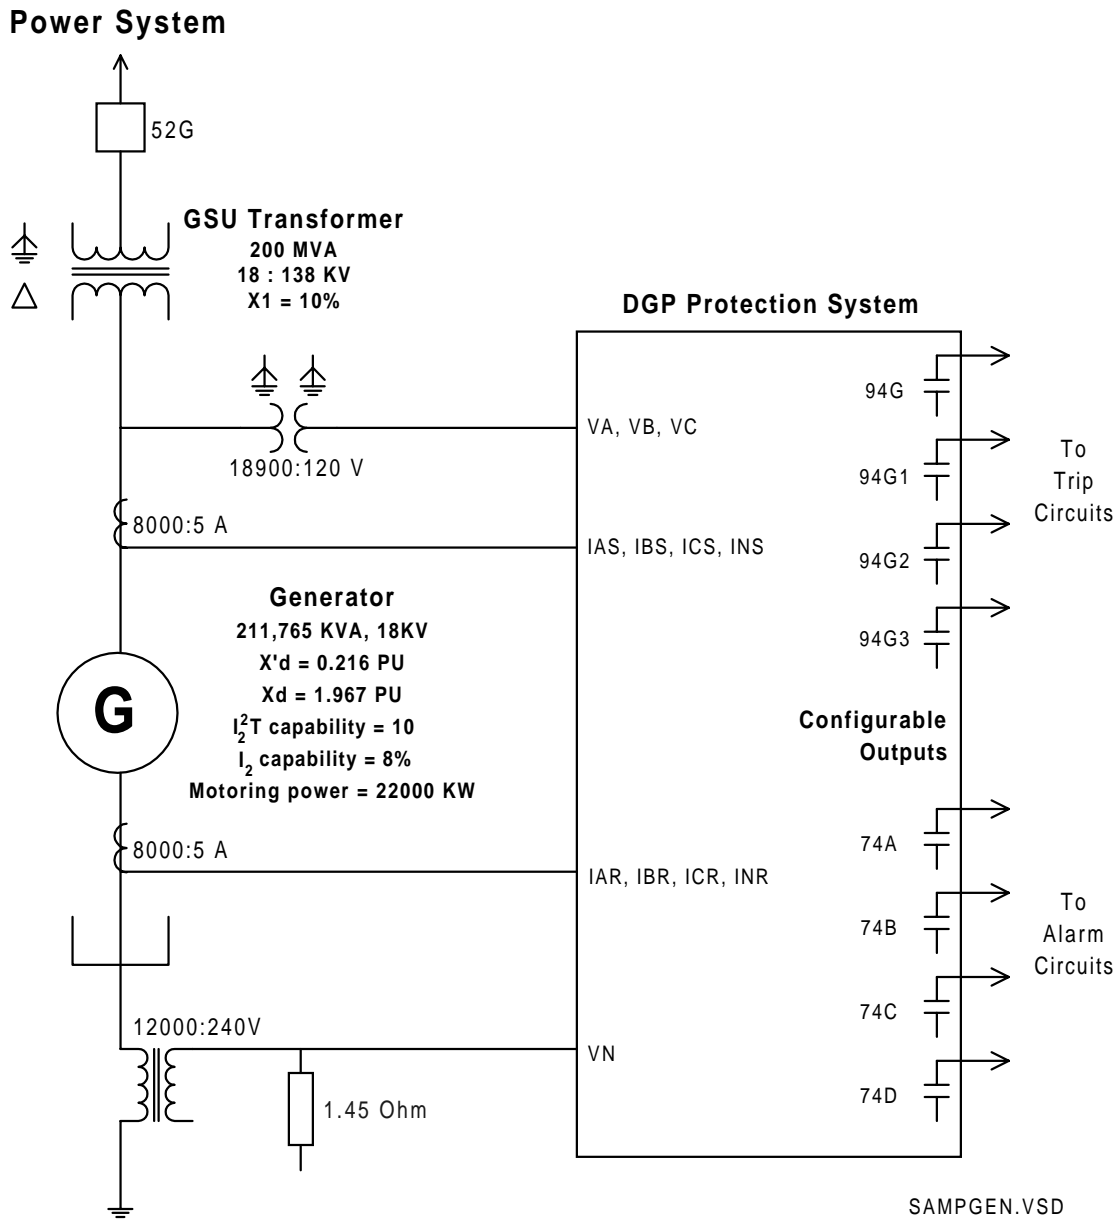 Power System
52G
GSU Transformer
200 MVA
18 : 138 KV
X1 = 10%
DGP Protection System
94G
VA, VB, VC
18900:120 V
94G1
To
Trip
Circuits
8000:5 A
IAS, IBS, ICS, INS
94G2
Generator
211,765 KVA, 18KV
X'd = 0.216 PU
Xd = 1.967 PU
I₂²T capability = 10
I₂ capability = 8%
Motoring power = 22000 KW
G
94G3
Configurable
Outputs
8000:5 A
74A
IAR, IBR, ICR, INR
74B
To
Alarm
Circuits
74C
12000:240V
VN
74D
1.45 Ohm
SAMPGEN.VSD